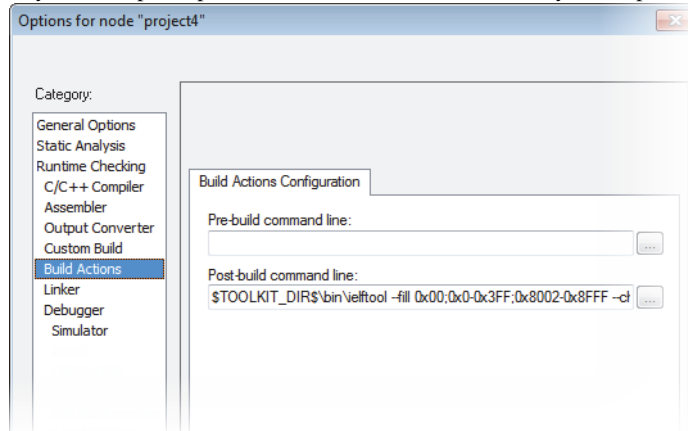 Options for node "project4"
Category:
General Options
Static Analysis
Runtime Checking
C/C++ Compiler
Assembler
Output Converter
Custom Build
Build Actions
Linker
Debugger
Simulator
Build Actions Configuration
Pre-build command line:
...
Post-build command line:
$TOOLKIT_DIR$\bin\ielftool --fill 0x00;0x0-0x3FF;0x8002-0x8FFF
...